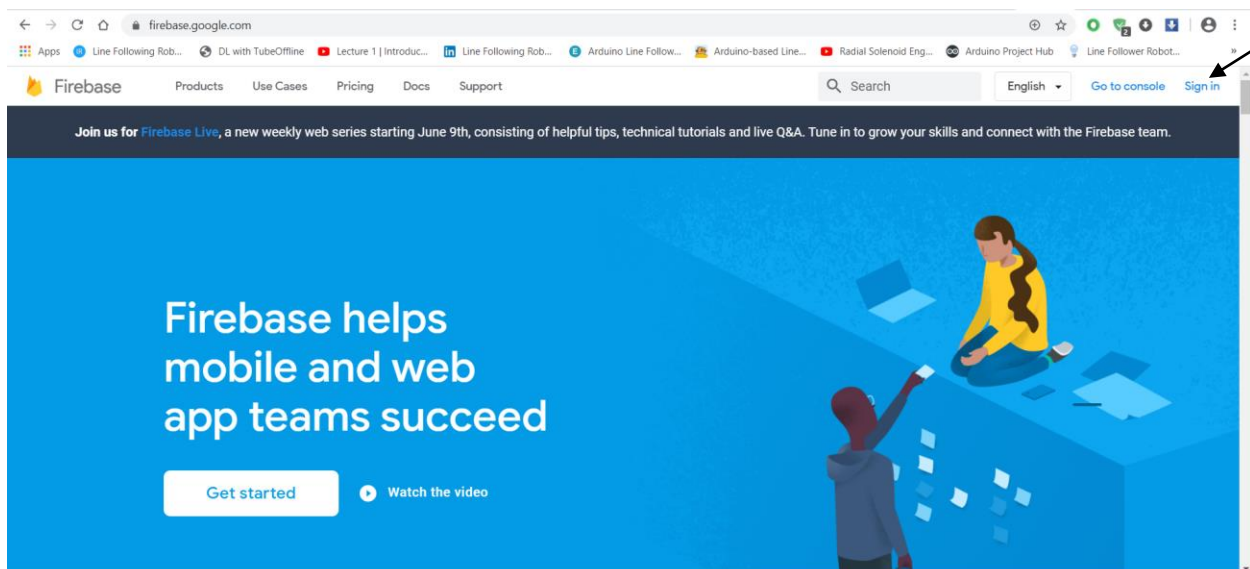 firebase.google.com
Apps Line Following Rob... DL with TubeOffline Lecture 1 | Introduc... in Line Following Rob... E Arduino Line Follow... Arduino-based Line... Radial Solenoid Eng... Arduino Project Hub Line Follower Robot... »
Firebase Products Use Cases Pricing Docs Support Search English Go to console Sign in
Join us for Firebase Live, a new weekly web series starting June 9th, consisting of helpful tips, technical tutorials and live Q&A. Tune in to grow your skills and connect with the Firebase team.
Firebase helps
mobile and web
app teams succeed
Get started Watch the video
2